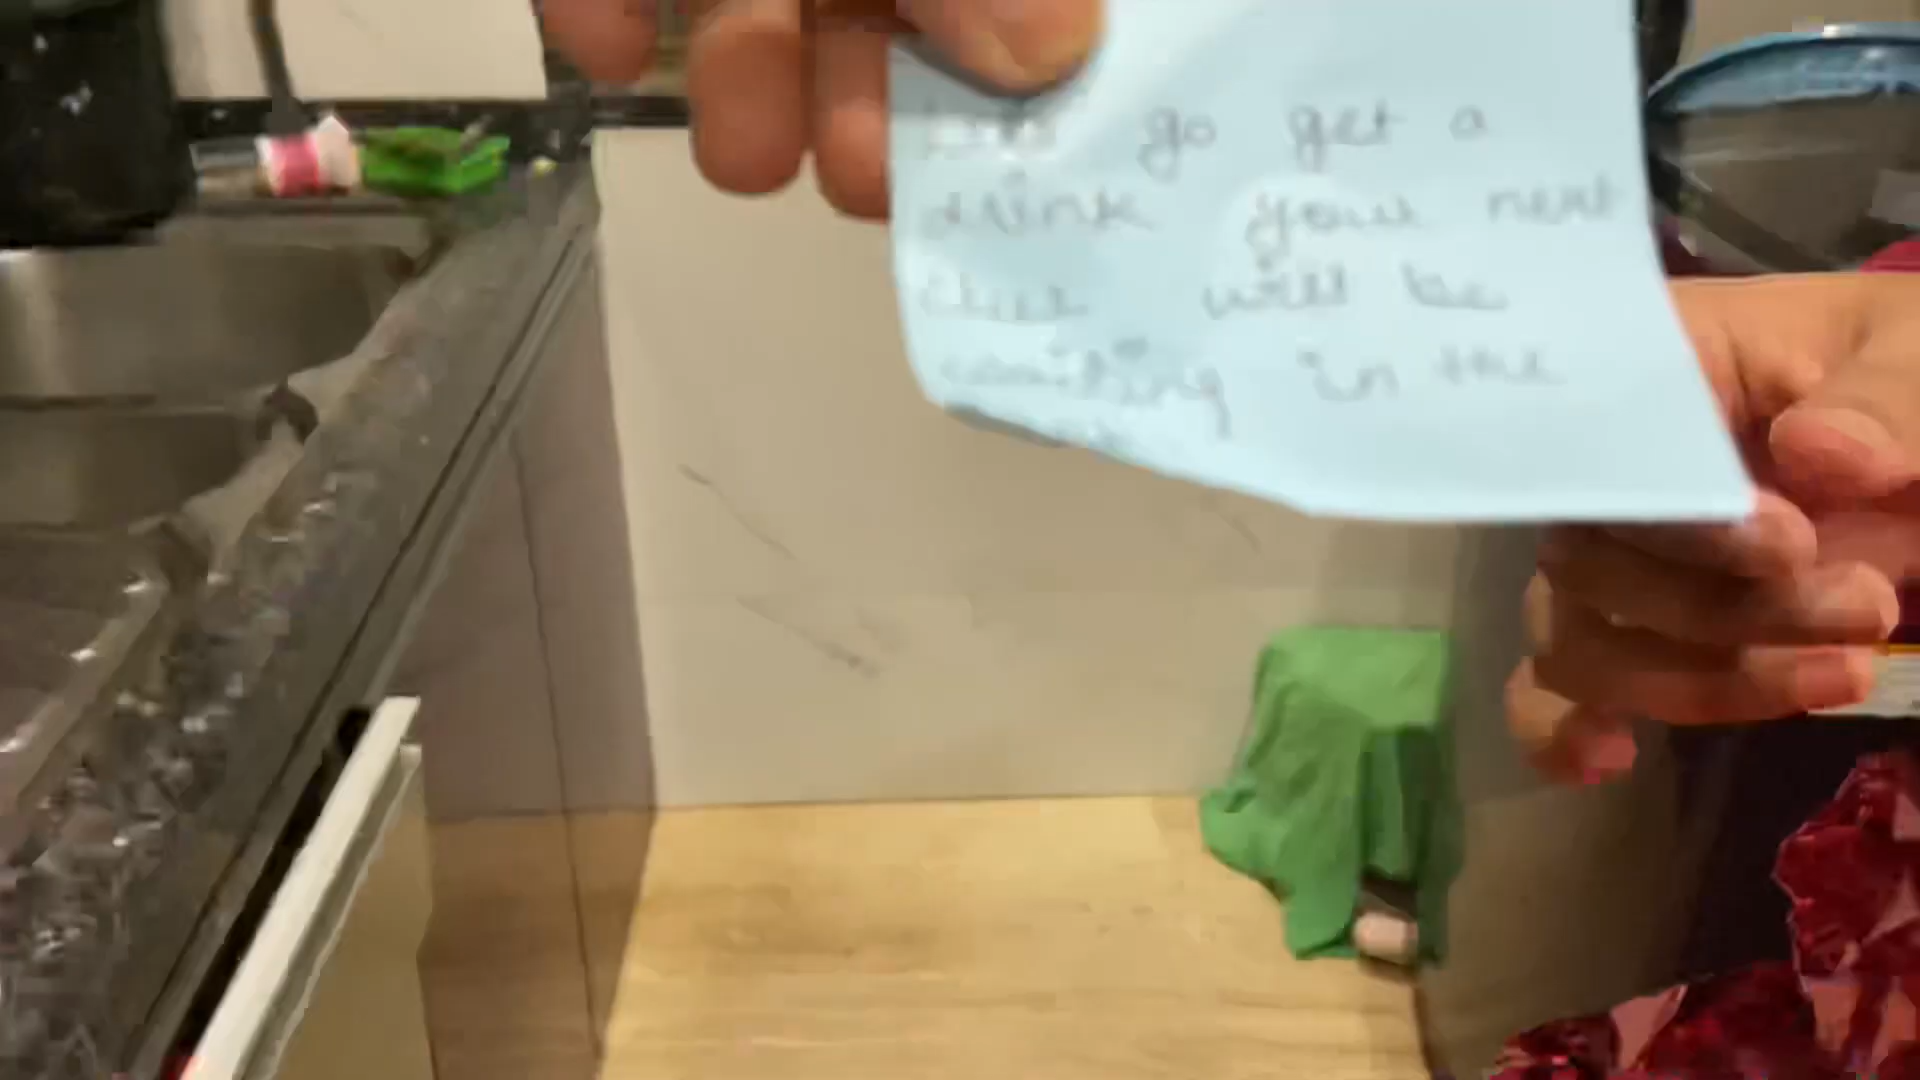 go get a
drink your next
clue will be
waiting in the